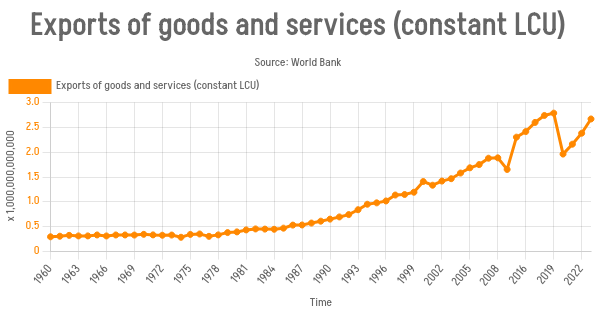 Exports of goods and services (constant LCU)
Source: World Bank
Exports of goods and services (constant LCU)
x 1,000,000,000,000
3.0
2.5
2.0
1.5
1.0
0.5
0
1960 1963 1966 1969 1972 1975 1978 1981 1984 1987 1990 1993 1996 1999 2002 2005 2008 2016 2019 2022
Time